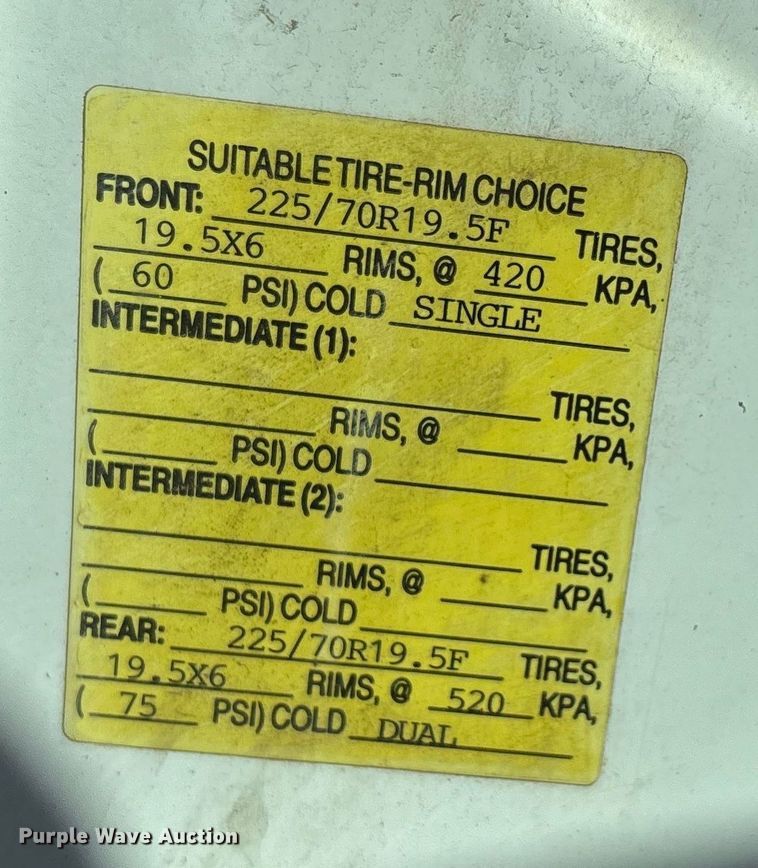 SUITABLE TIRE-RIM CHOICE
FRONT: 225/70R19.5F TIRES,
19.5X6 RIMS, @ 420 KPA,
( 60 PSI) COLD SINGLE
INTERMEDIATE (1):
TIRES,
RIMS, @ KPA,
( PSI) COLD
INTERMEDIATE (2):
TIRES,
RIMS, @ KPA,
( PSI) COLD
REAR: 225/70R19.5F TIRES,
19.5X6 RIMS, @ 520 KPA,
( 75 PSI) COLD DUAL
Purple Wave Auction